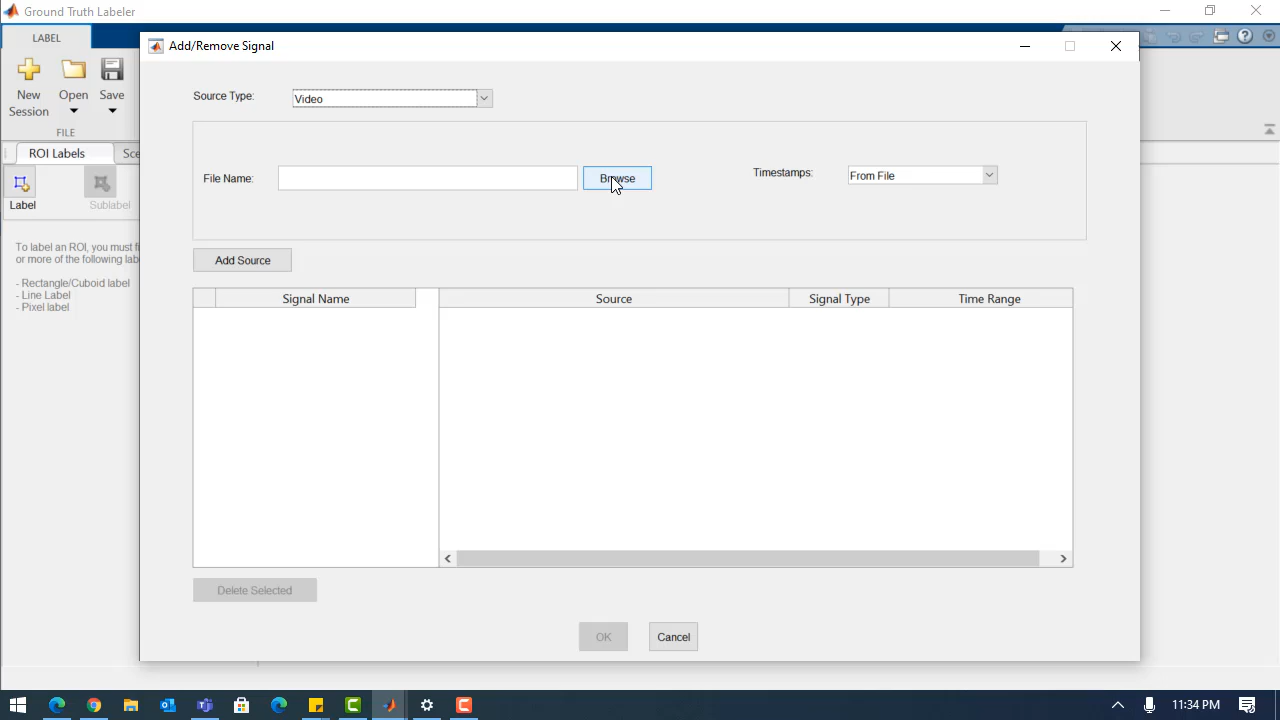 Ground Truth Labeler
LABEL
New
Session
Open
Save
FILE
ROI Labels
Label
Sublabel
To label an ROI, you must fi
or more of the following lab
- Rectangle/Cuboid label
- Line Label
- Pixel label
Add/Remove Signal
Source Type:
Video
File Name:
Browse
Timestamps:
From File
Add Source
Signal Name
Source
Signal Type
Time Range
Delete Selected
OK
Cancel
11:34 PM